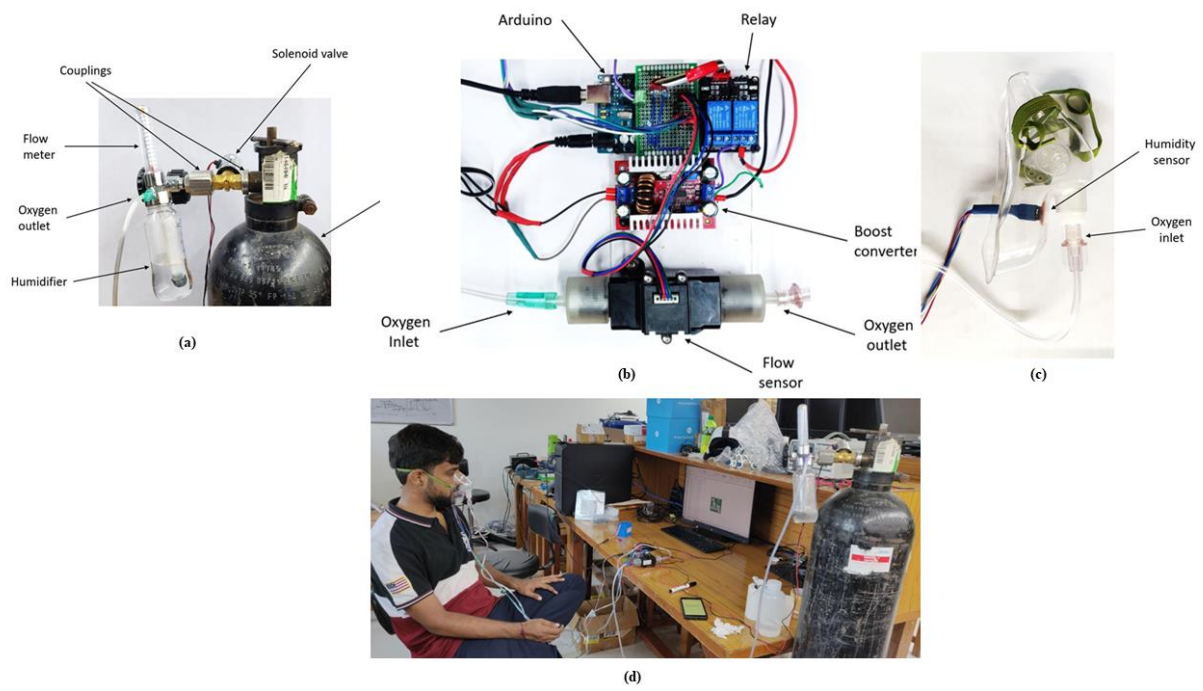 Solenoid valve
Couplings
Flow
meter
Oxygen
outlet
Humidifier
(a)
Arduino
Relay
Boost
converter
Oxygen
Inlet
Oxygen
outlet
Flow
sensor
(b)
Humidity
sensor
Oxygen
inlet
(c)
(d)